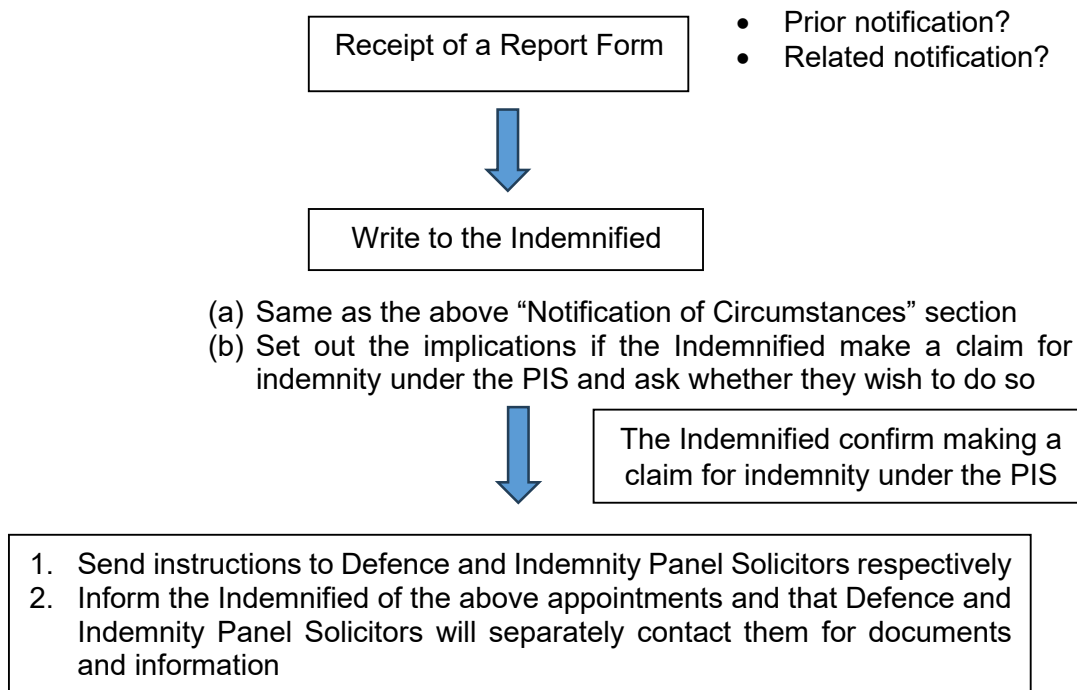 Receipt of a Report Form
• Prior notification?
• Related notification?
Write to the Indemnified
(a) Same as the above “Notification of Circumstances” section
(b) Set out the implications if the Indemnified make a claim for
indemnity under the PIS and ask whether they wish to do so
The Indemnified confirm making a
claim for indemnity under the PIS
1. Send instructions to Defence and Indemnity Panel Solicitors respectively
2. Inform the Indemnified of the above appointments and that Defence and
Indemnity Panel Solicitors will separately contact them for documents
and information